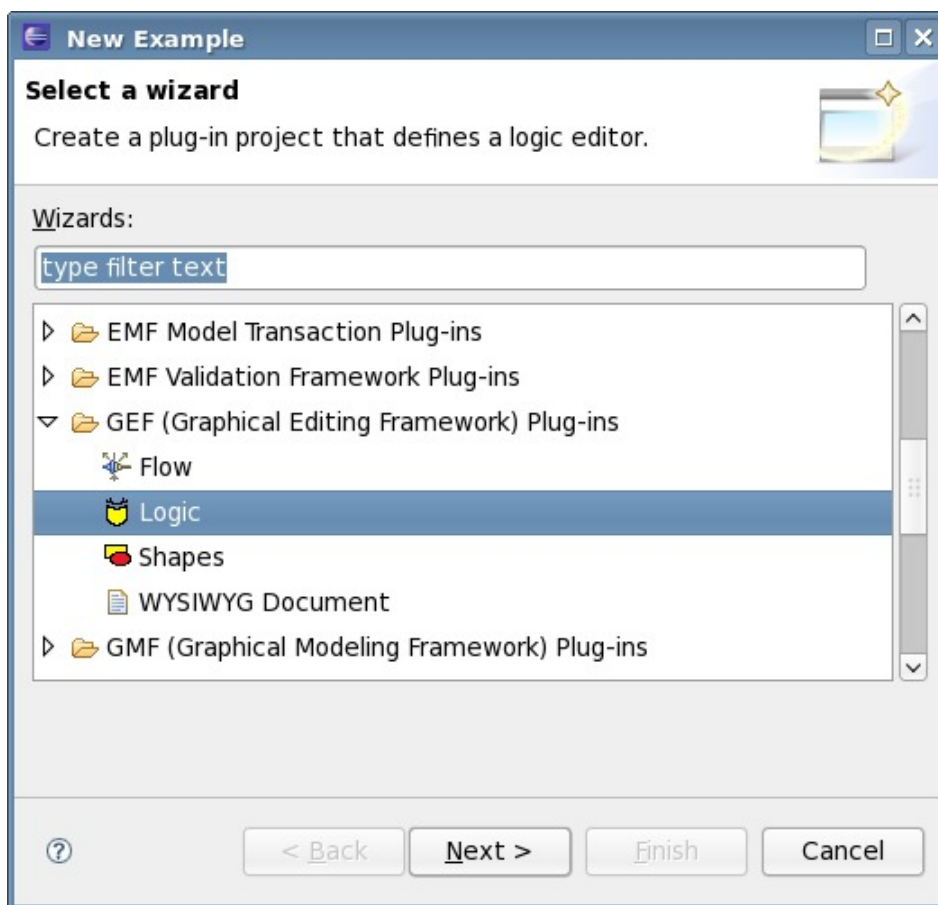 New Example
Select a wizard
Create a plug-in project that defines a logic editor.
Wizards:
type filter text
EMF Model Transaction Plug-ins
EMF Validation Framework Plug-ins
GEF (Graphical Editing Framework) Plug-ins
Flow
Logic
Shapes
WYSIWYG Document
GMF (Graphical Modeling Framework) Plug-ins
< Back Next > Finish Cancel